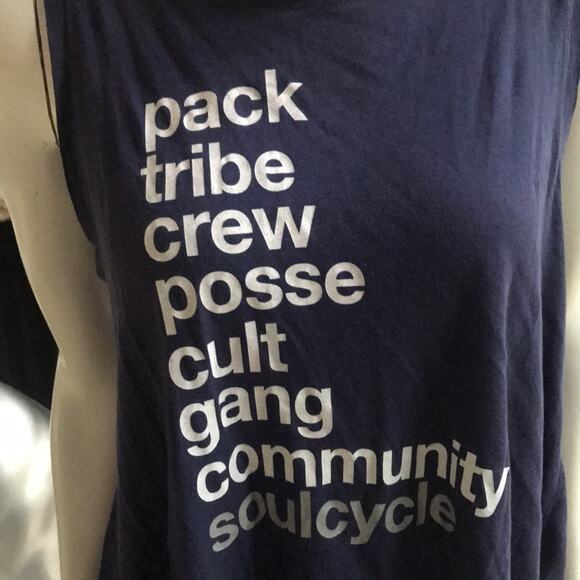 pack
tribe
crew
posse
cult
gang
community
soulcycle